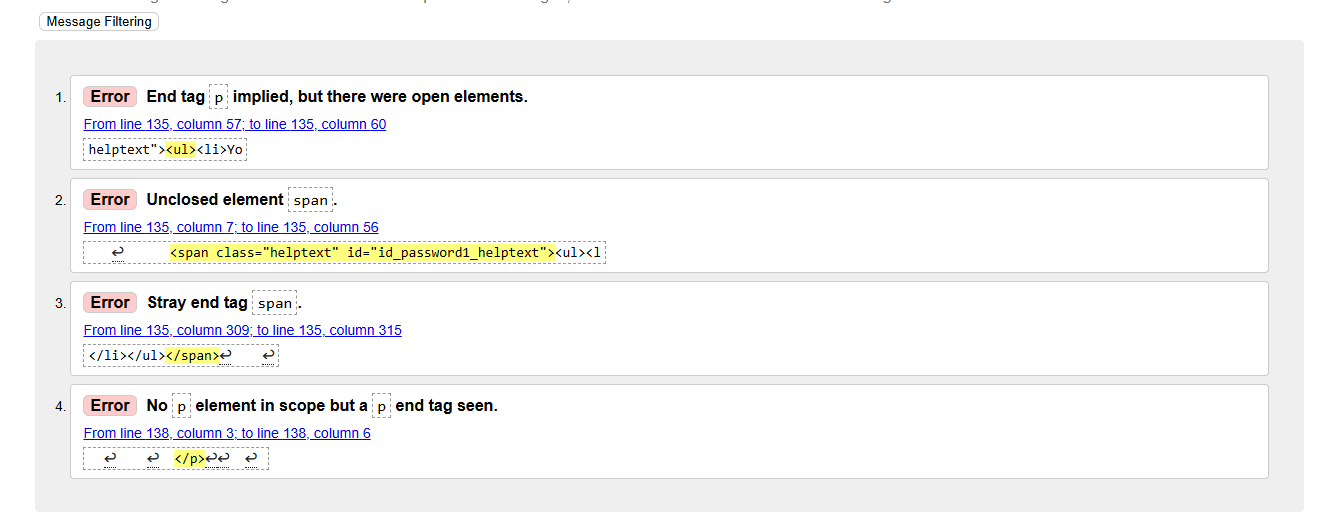 Message Filtering
1. Error End tag p implied, but there were open elements.
From line 135, column 57; to line 135, column 60
helptext"><ul><li>Yo
2. Error Unclosed element span.
From line 135, column 7; to line 135, column 56
↩ <span class="helptext" id="id_password1_helptext"><ul><l
3. Error Stray end tag span.
From line 135, column 309; to line 135, column 315
</li></ul></span>↩ ↩
4. Error No p element in scope but a p end tag seen.
From line 138, column 3; to line 138, column 6
↩ ↩ </p>↩↩ ↩